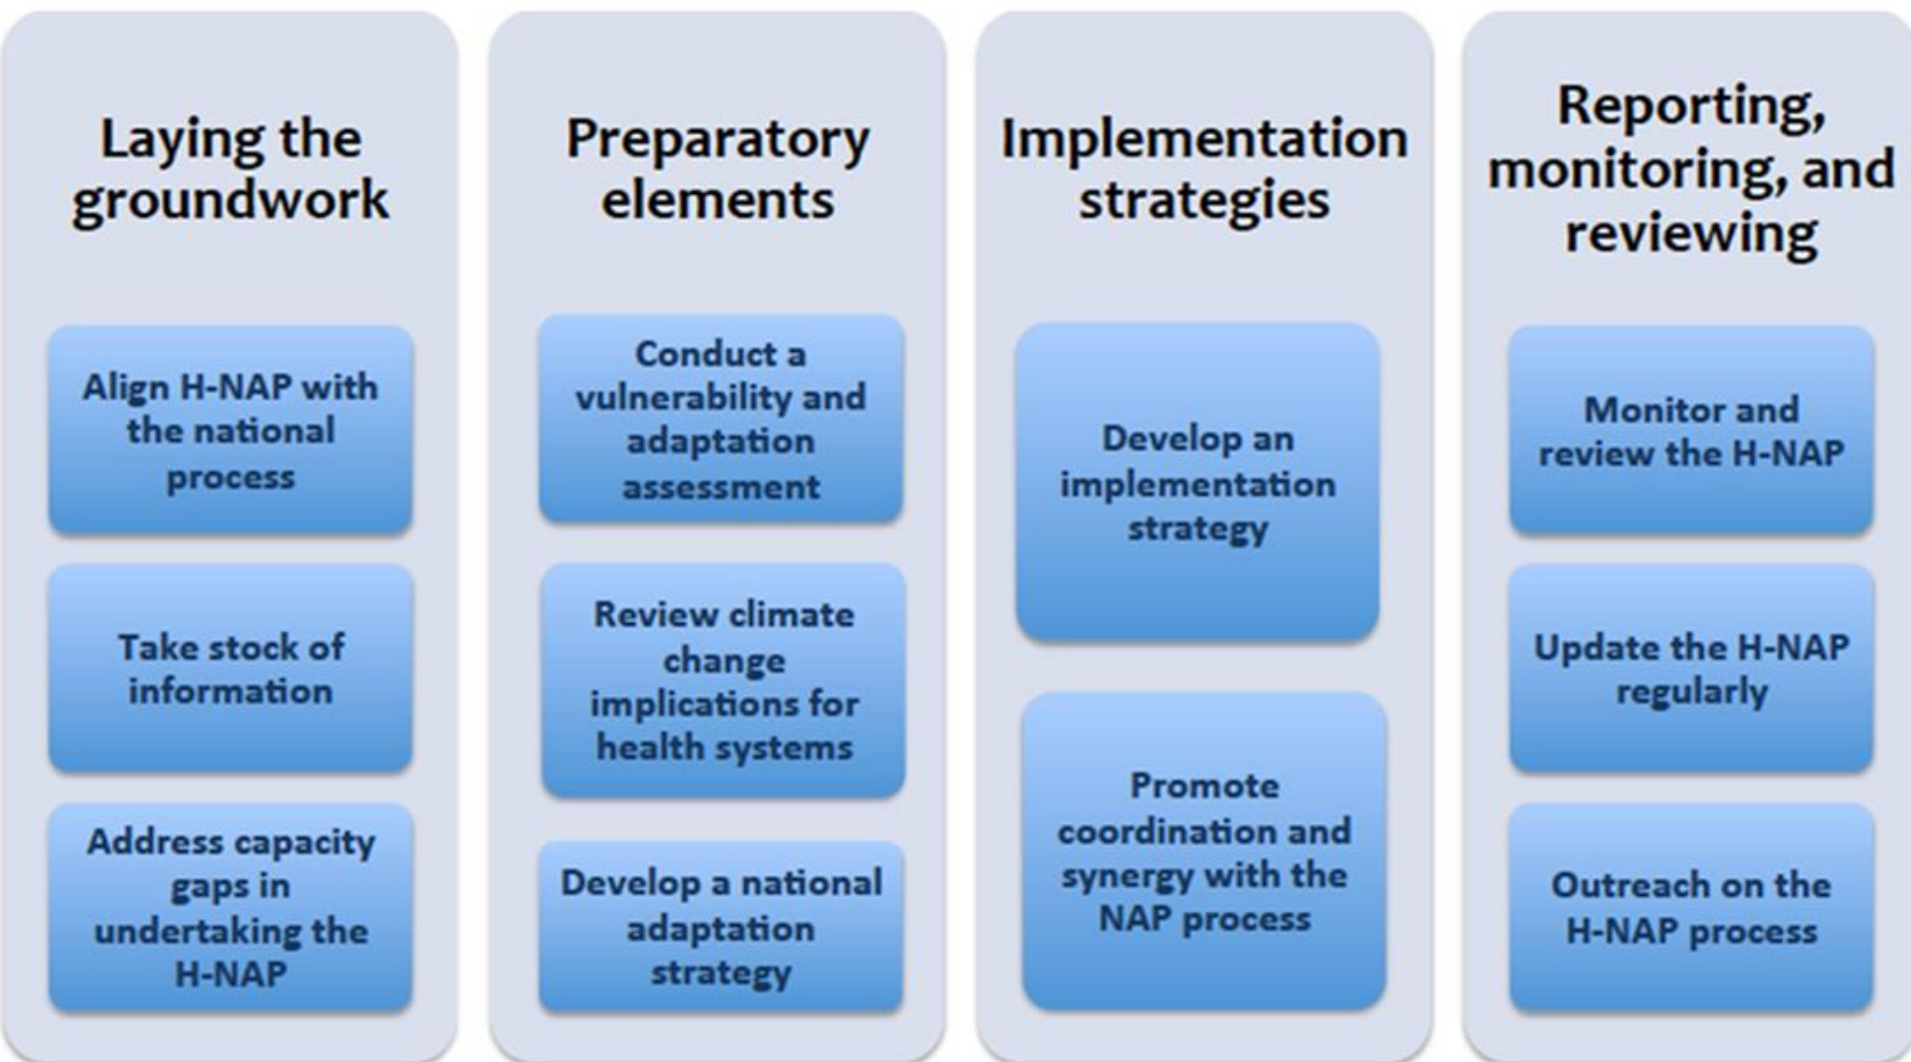 Laying the
groundwork
Align H-NAP with
the national
process
Take stock of
information
Address capacity
gaps in
undertaking the
H-NAP
Preparatory
elements
Conduct a
vulnerability and
adaptation
assessment
Review climate
change
implications for
health systems
Develop a national
adaptation
strategy
Implementation
strategies
Develop an
implementation
strategy
Promote
coordination and
synergy with the
NAP process
Reporting,
monitoring, and
reviewing
Monitor and
review the H-NAP
Update the H-NAP
regularly
Outreach on the
H-NAP process